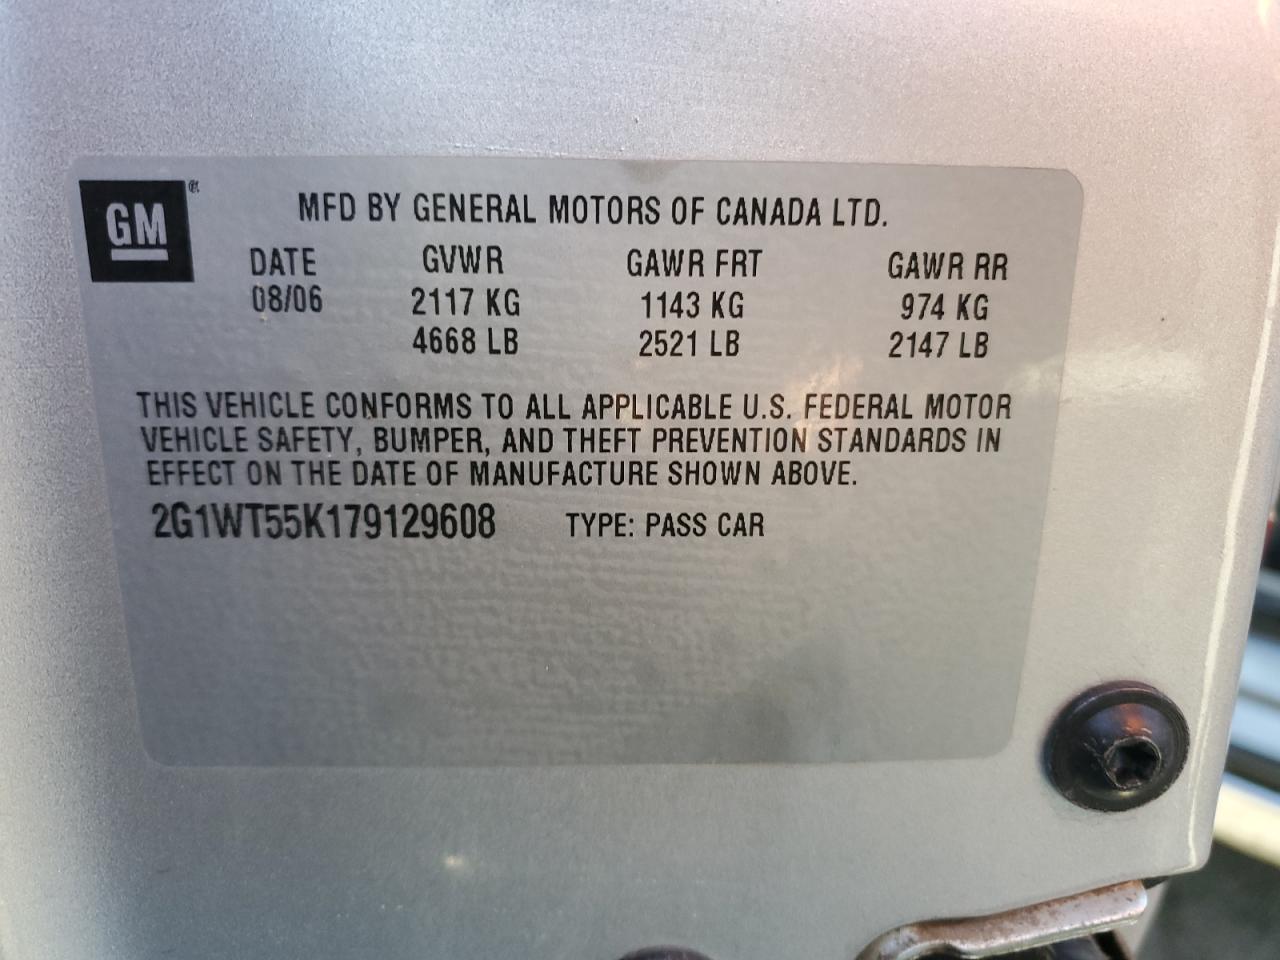 GM ®
MFD BY GENERAL MOTORS OF CANADA LTD.
DATE GVWR GAWR FRT GAWR RR
08/06 2117 KG 1143 KG 974 KG
4668 LB 2521 LB 2147 LB
THIS VEHICLE CONFORMS TO ALL APPLICABLE U.S. FEDERAL MOTOR
VEHICLE SAFETY, BUMPER, AND THEFT PREVENTION STANDARDS IN
EFFECT ON THE DATE OF MANUFACTURE SHOWN ABOVE.
2G1WT55K179129608 TYPE: PASS CAR